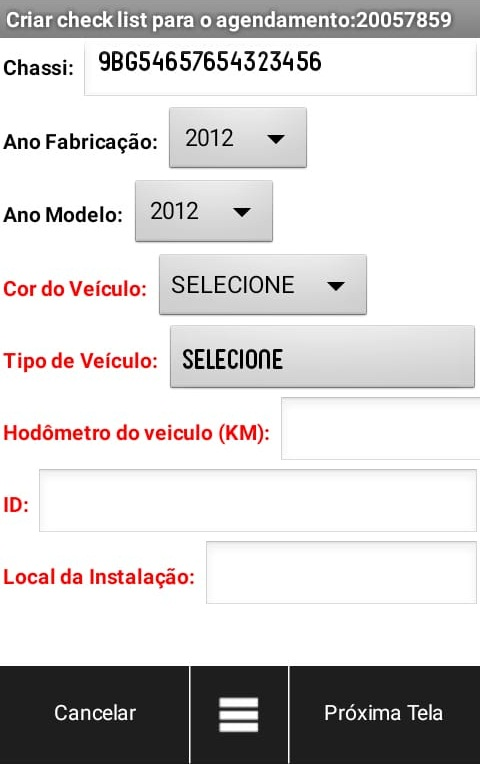 Criar check list para o agendamento:20057859
Chassi: 9BG54657654323456
Ano Fabricação: 2012
Ano Modelo: 2012
Cor do Veículo: SELECIONE
Tipo de Veículo: SELECIONE
Hodômetro do veiculo (KM):
ID:
Local da Instalação:
Cancelar Próxima Tela